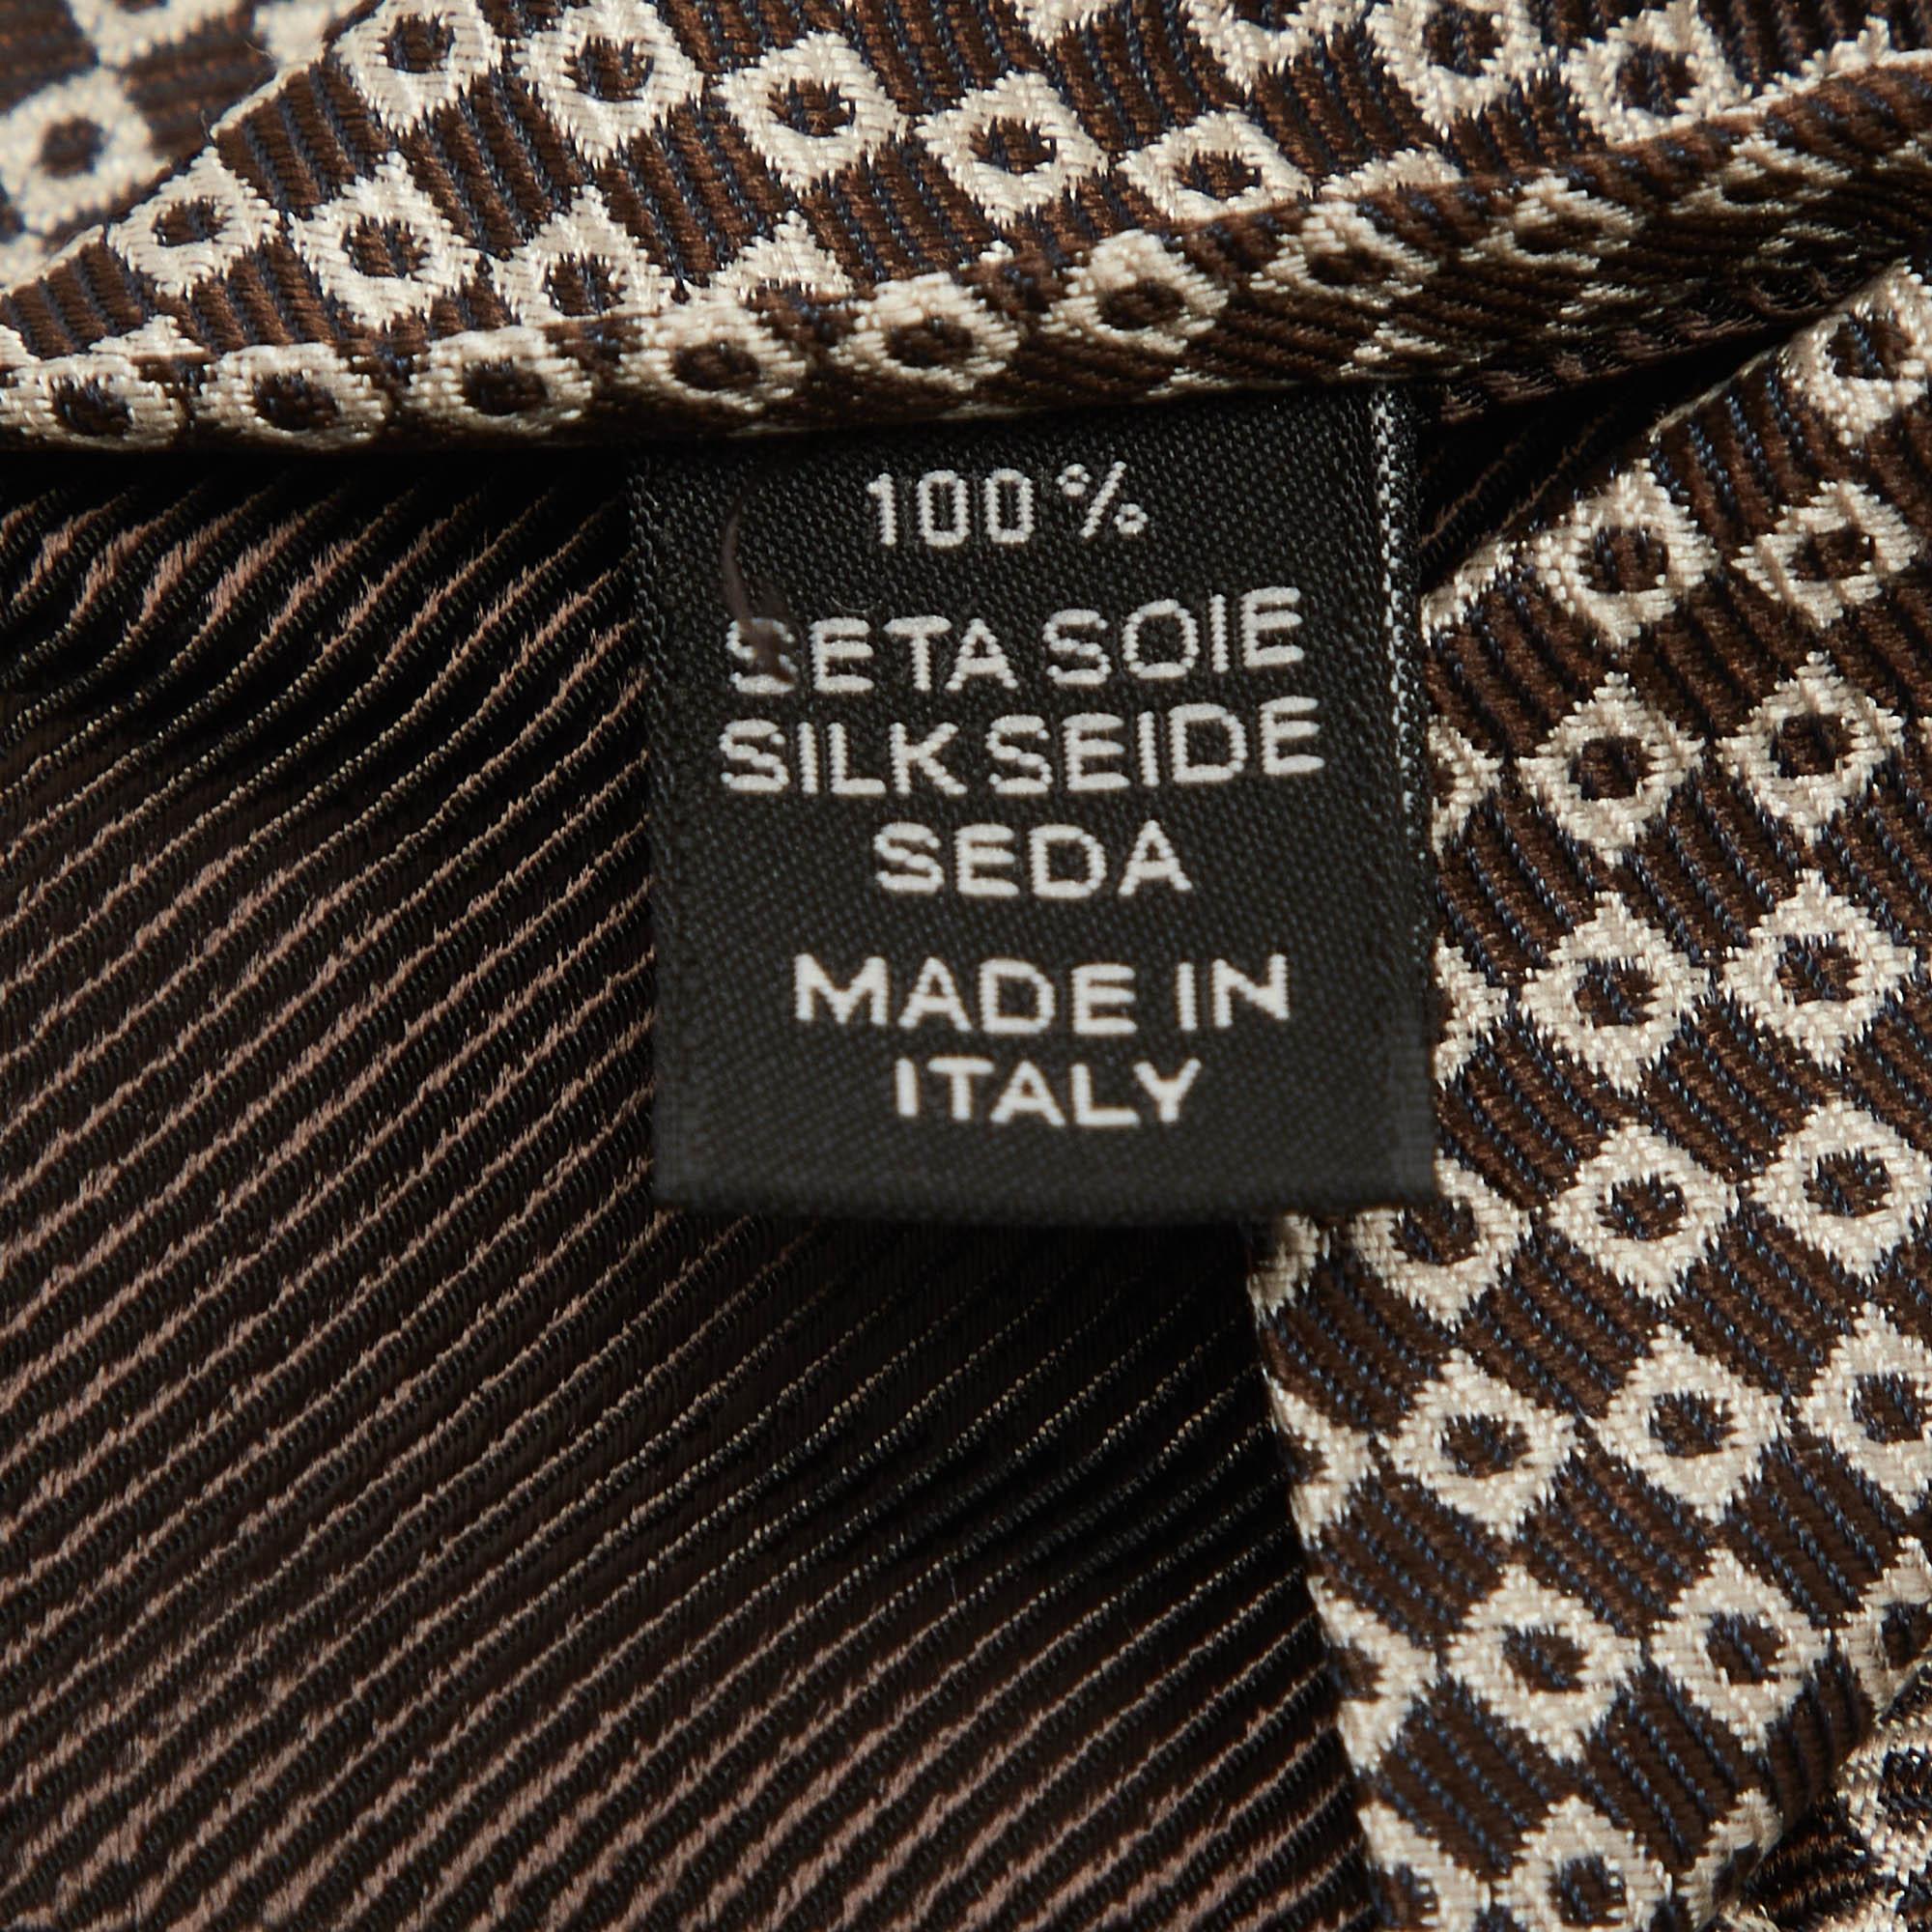 100%
SETA SOIE
SILK SEIDE
SEDA
MADE IN
ITALY